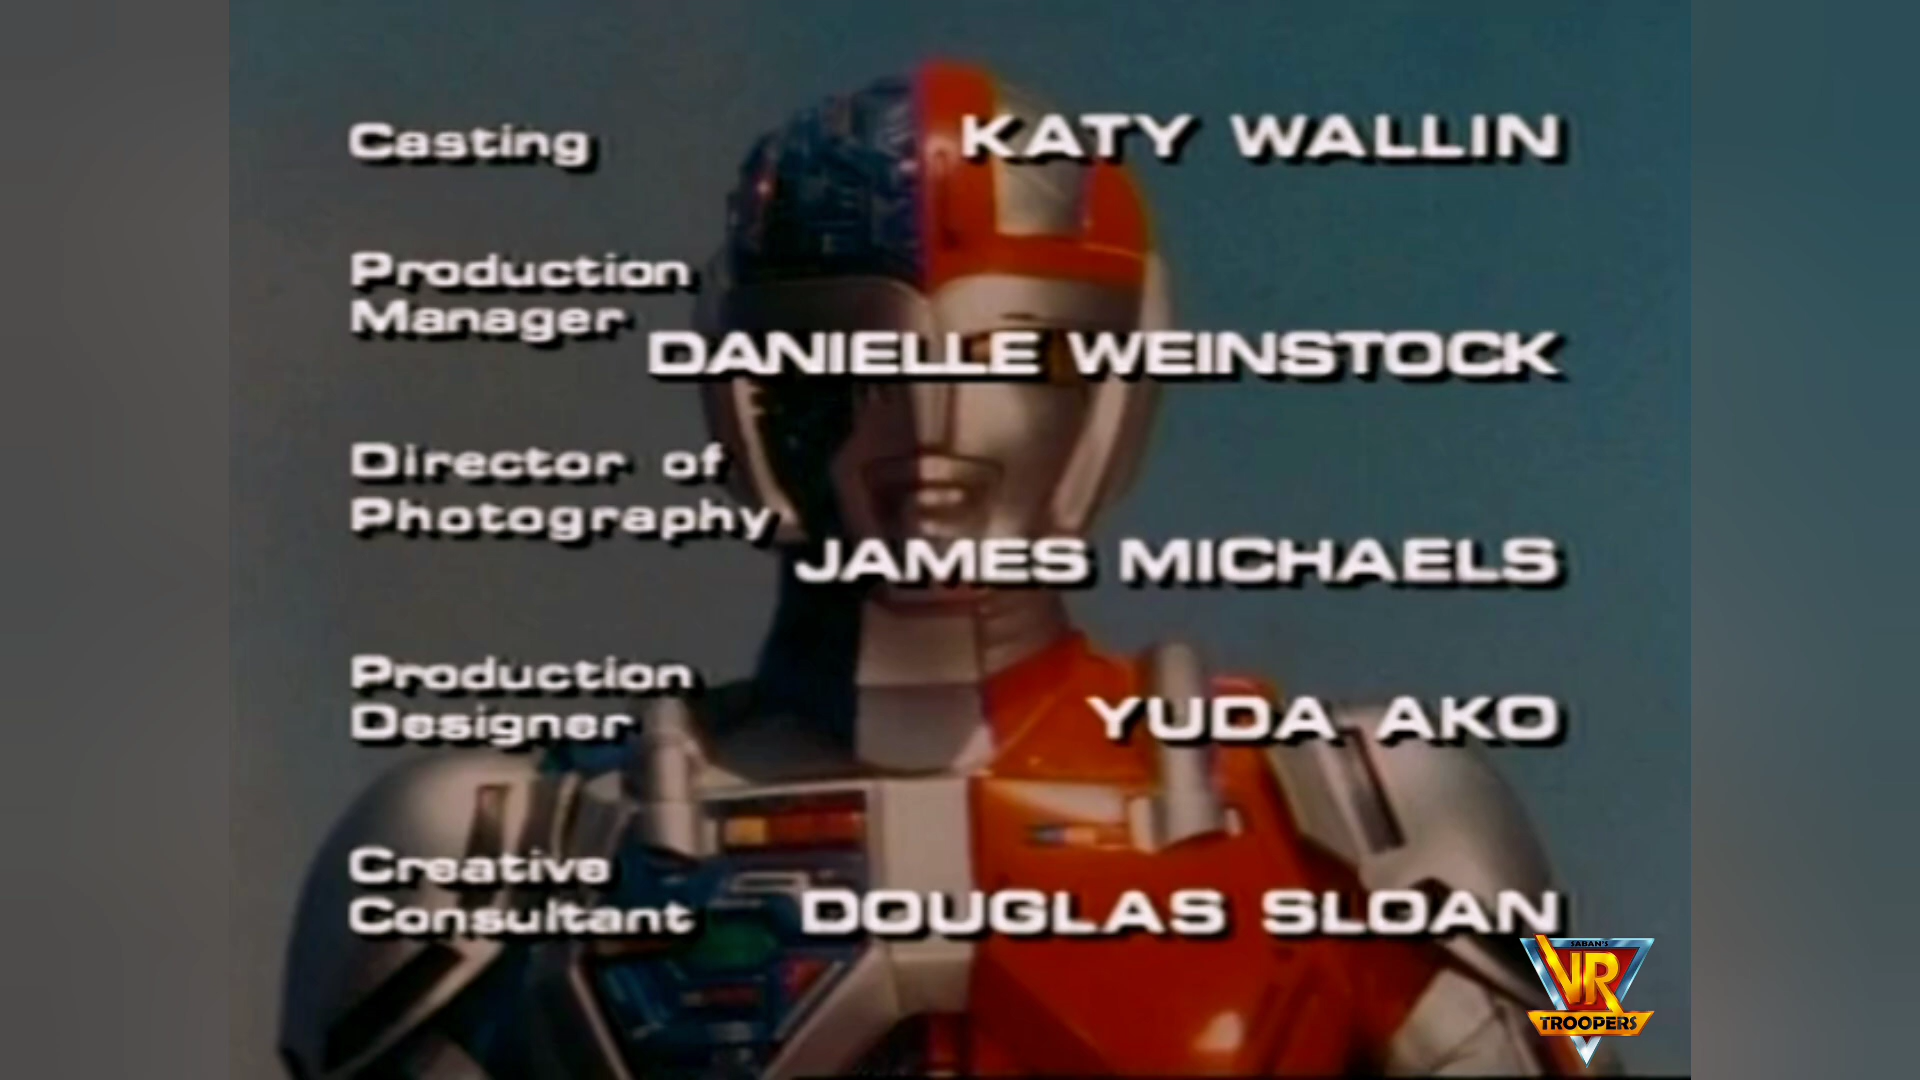 Casting KATY WALLIN
Production
Manager
DANIELLE WEINSTOCK
Director of
Photography
JAMES MICHAELS
Production
Designer
YUDA AKO
Creative
Consultant
DOUGLAS SLOAN
SABAN'S
VR
TROOPERS